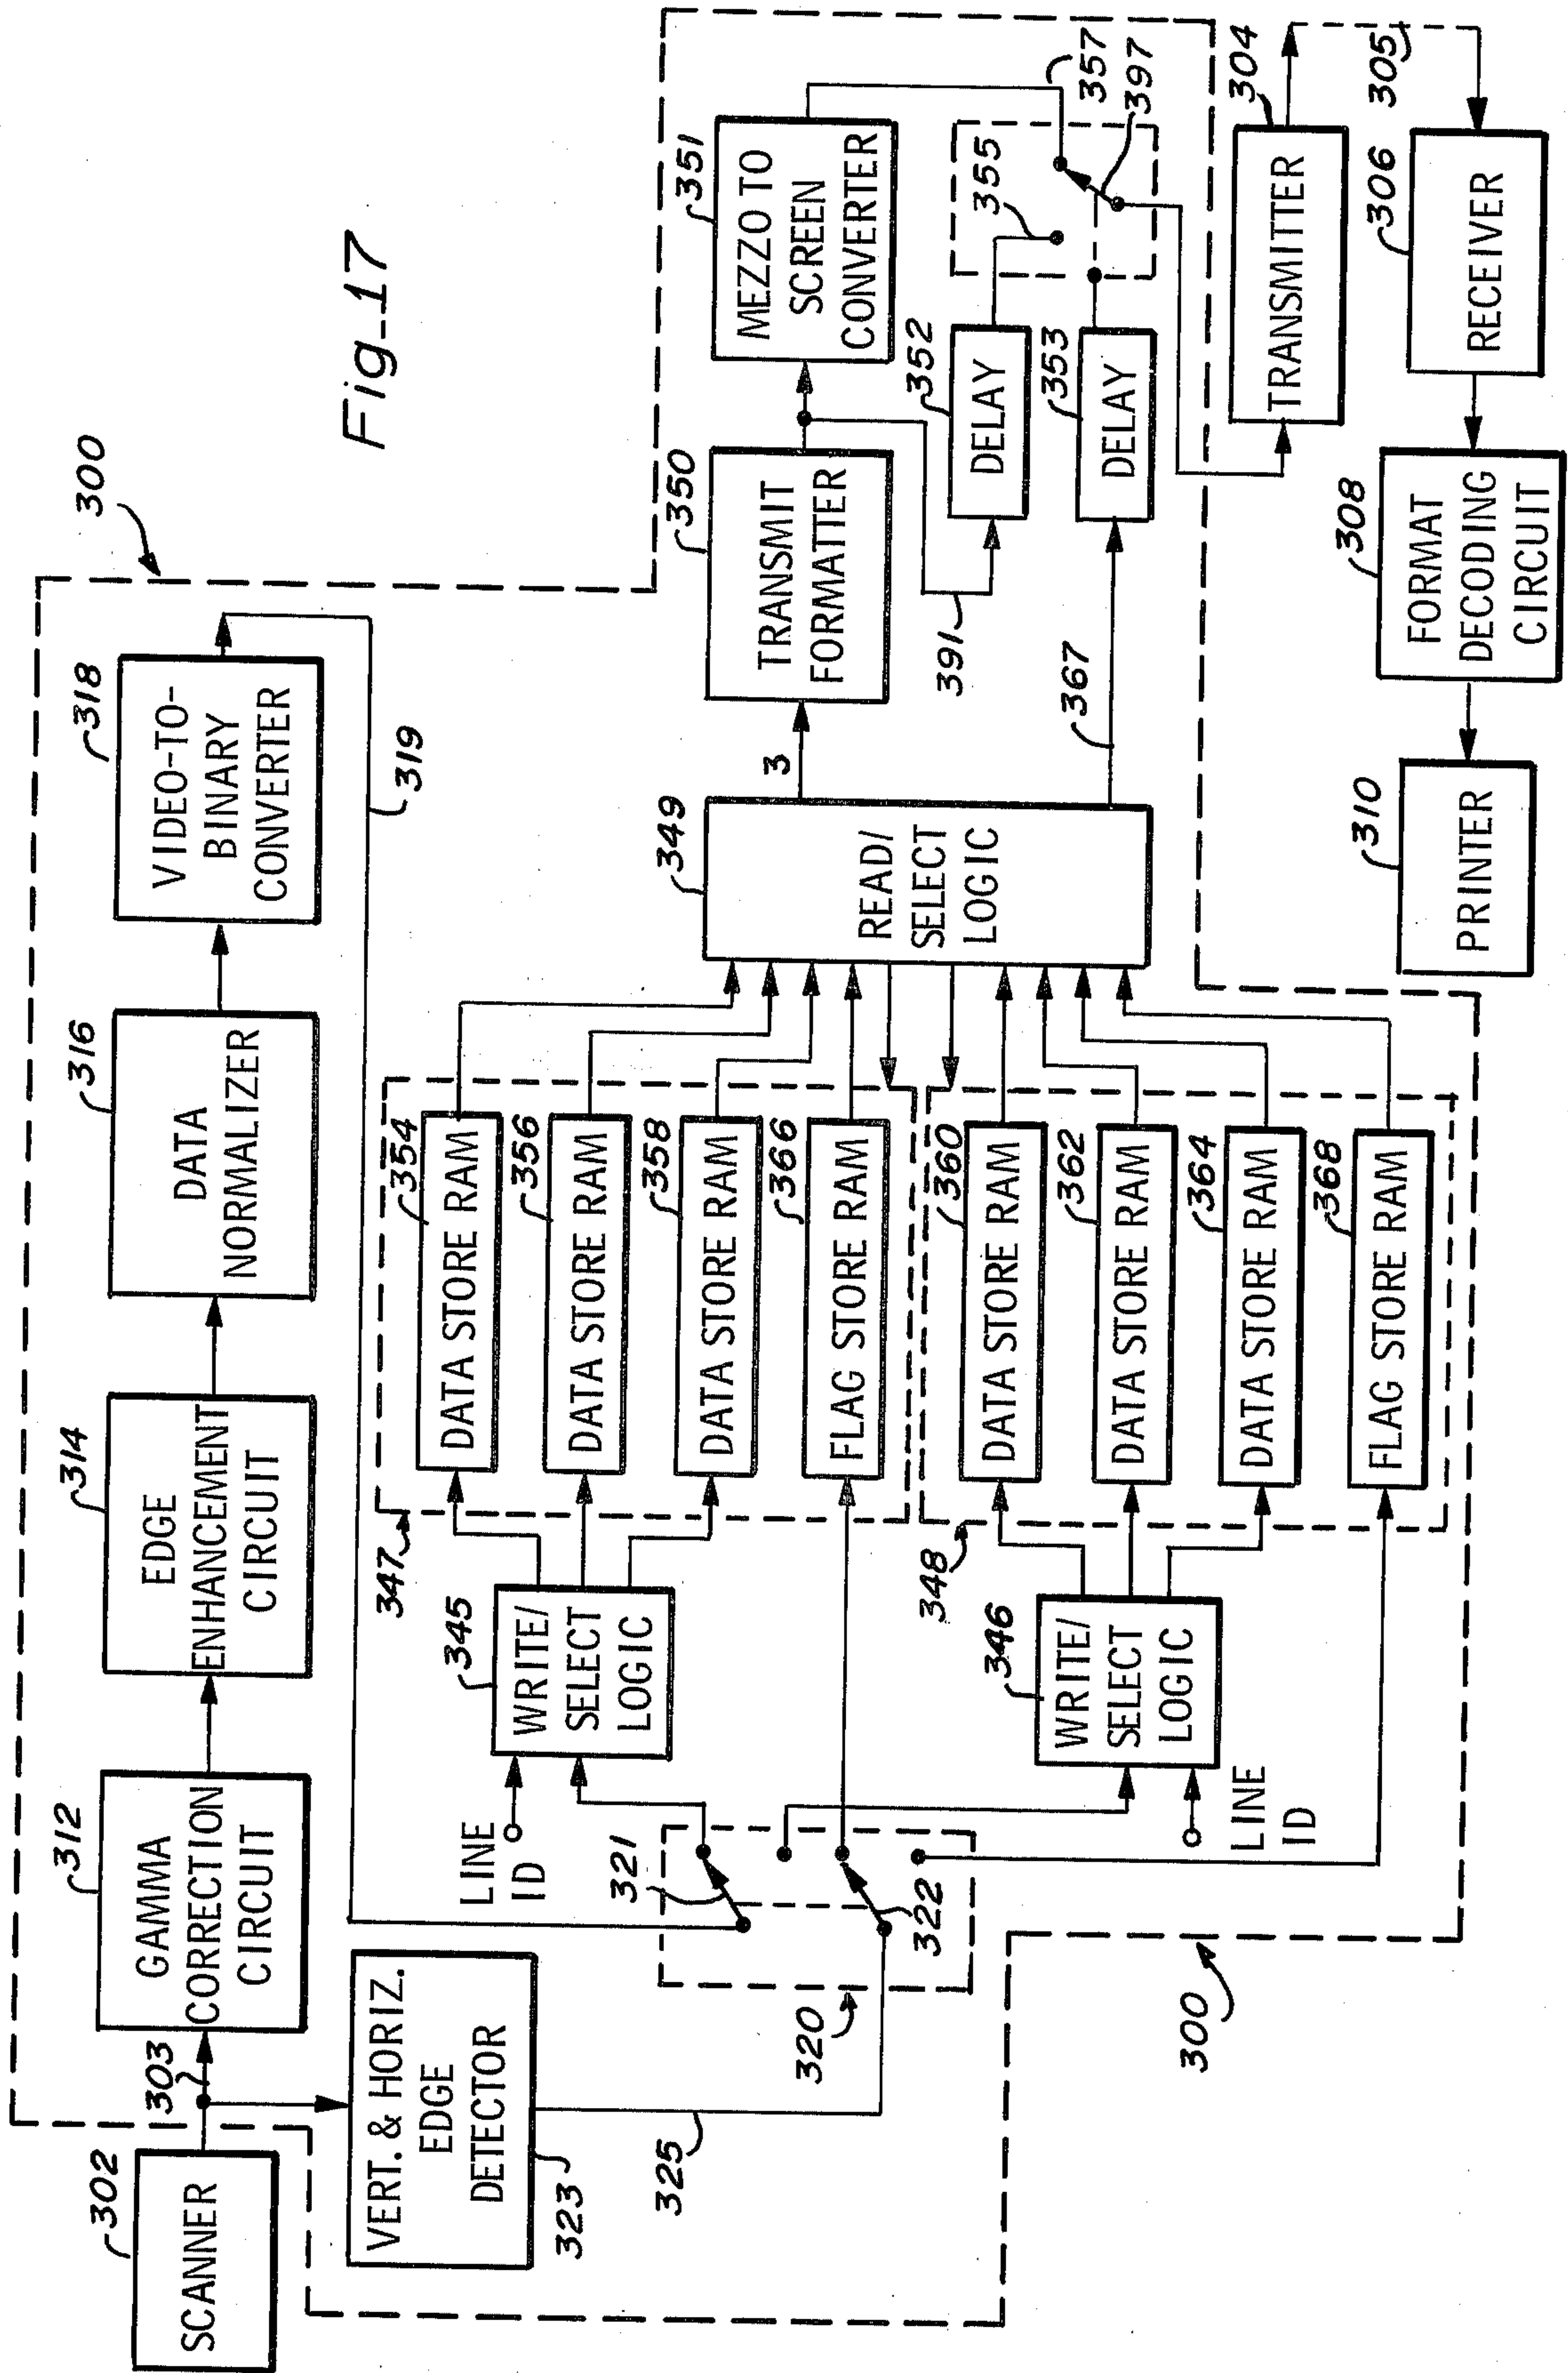 Fig_17
300
302
SCANNER
303
312
GAMMA
CORRECTION
CIRCUIT
314
EDGE
ENHANCEMENT
CIRCUIT
316
DATA
NORMALIZER
318
VIDEO-TO-
BINARY
CONVERTER
319
VERT. & HORIZ.
EDGE
DETECTOR
323
325
320
321
322
LINE
ID
345
WRITE/
SELECT
LOGIC
347
354
DATA STORE RAM
356
DATA STORE RAM
358
DATA STORE RAM
366
FLAG STORE RAM
LINE
ID
346
WRITE/
SELECT
LOGIC
348
360
DATA STORE RAM
362
DATA STORE RAM
364
DATA STORE RAM
368
FLAG STORE RAM
300
349
READ/
SELECT
LOGIC
3
367
350
TRANSMIT
FORMATTER
391
351
MEZZO TO
SCREEN
CONVERTER
352
DELAY
353
DELAY
355
357
397
304
TRANSMITTER
305
306
RECEIVER
308
FORMAT
DECODING
CIRCUIT
310
PRINTER